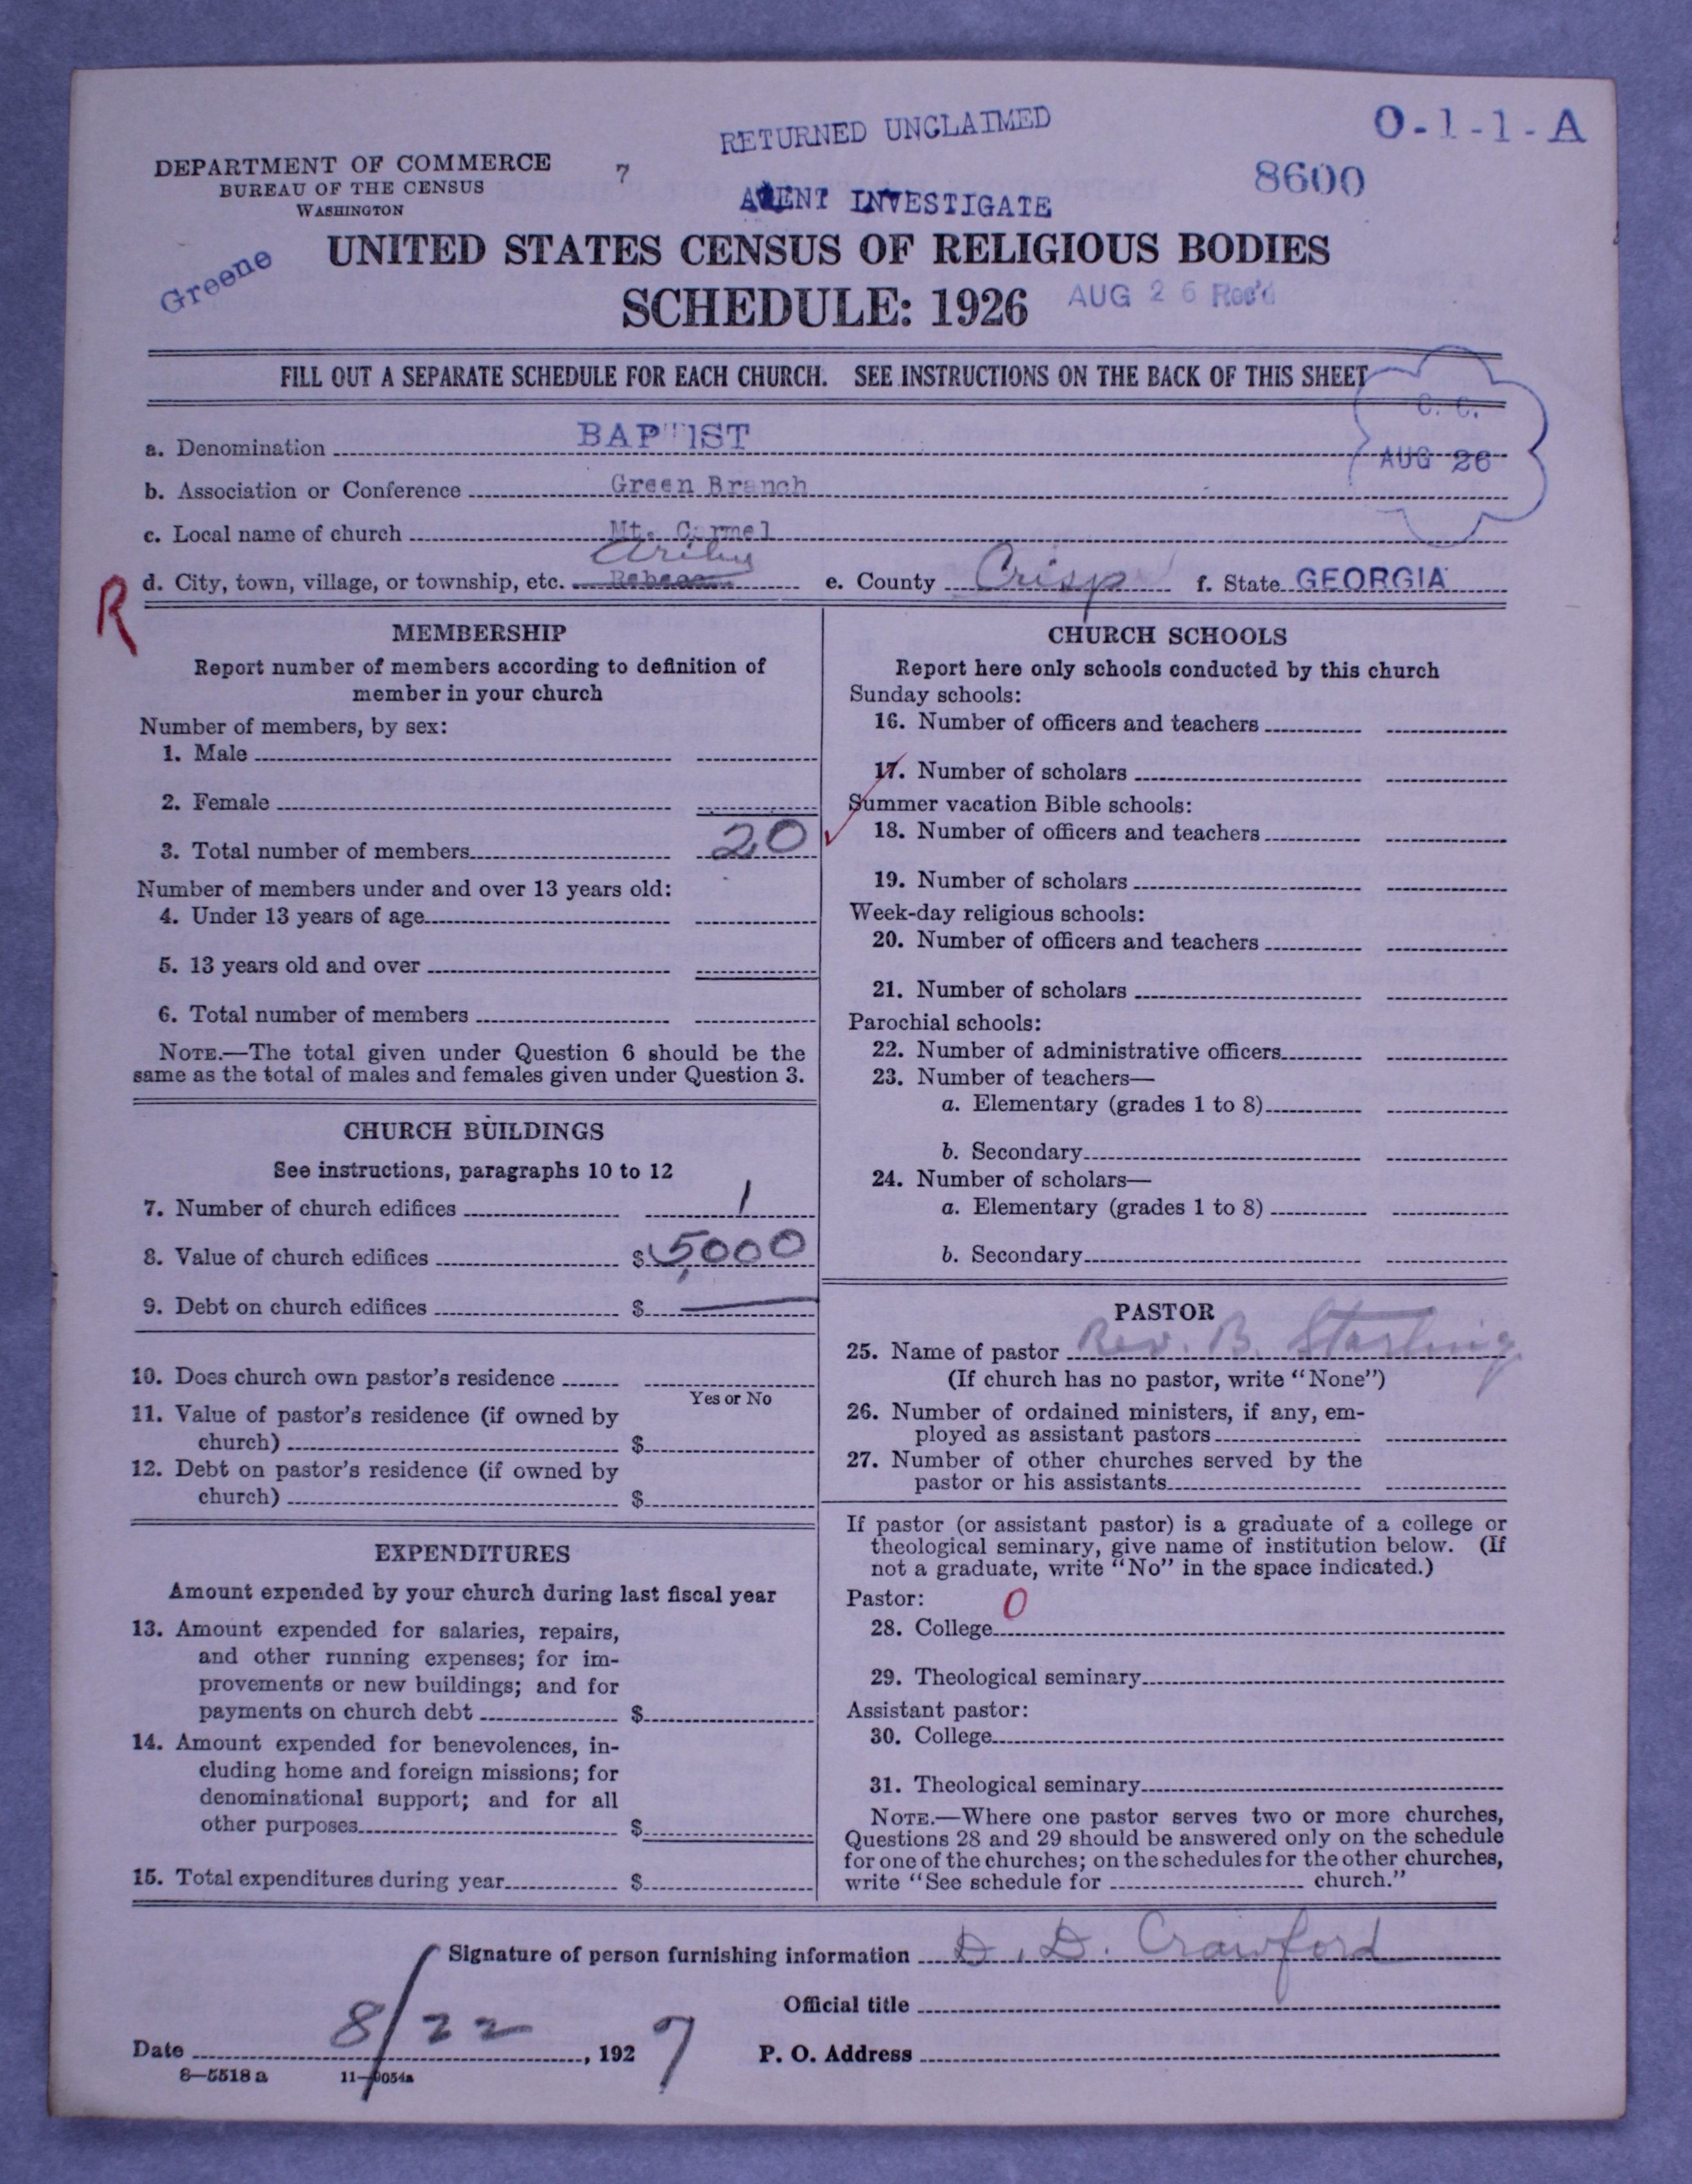 RETURNED UNCLAIMED
O-1-1-A
DEPARTMENT OF COMMERCE
BUREAU OF THE CENSUS
WASHINGTON
7
AGENT INVESTIGATE
8600
Greene
UNITED STATES CENSUS OF RELIGIOUS BODIES
SCHEDULE: 1926
AUG 26 Rec'd
FILL OUT A SEPARATE SCHEDULE FOR EACH CHURCH. SEE INSTRUCTIONS ON THE BACK OF THIS SHEET
C. C.
AUG 26
a. Denomination BAPTIST
b. Association or Conference Green Branch
c. Local name of church Mt. Carmel
R
d. City, town, village, or township, etc. e. County Crisp f. State GEORGIA
MEMBERSHIP
Report number of members according to definition of
member in your church
Number of members, by sex:
1. Male
2. Female
3. Total number of members 20
Number of members under and over 13 years old:
4. Under 13 years of age
5. 13 years old and over
6. Total number of members
NOTE.—The total given under Question 6 should be the
same as the total of males and females given under Question 3.
CHURCH BUILDINGS
See instructions, paragraphs 10 to 12
7. Number of church edifices 1
8. Value of church edifices $ 5,000
9. Debt on church edifices $ —
10. Does church own pastor's residence
Yes or No
11. Value of pastor's residence (if owned by
church) $
12. Debt on pastor's residence (if owned by
church) $
EXPENDITURES
Amount expended by your church during last fiscal year
13. Amount expended for salaries, repairs,
and other running expenses; for im-
provements or new buildings; and for
payments on church debt $
14. Amount expended for benevolences, in-
cluding home and foreign missions; for
denominational support; and for all
other purposes $
15. Total expenditures during year $
CHURCH SCHOOLS
Report here only schools conducted by this church
Sunday schools:
16. Number of officers and teachers
17. Number of scholars
Summer vacation Bible schools:
18. Number of officers and teachers
19. Number of scholars
Week-day religious schools:
20. Number of officers and teachers
21. Number of scholars
Parochial schools:
22. Number of administrative officers
23. Number of teachers—
a. Elementary (grades 1 to 8)
b. Secondary
24. Number of scholars—
a. Elementary (grades 1 to 8)
b. Secondary
PASTOR
25. Name of pastor Rev. B. Starling
(If church has no pastor, write "None")
26. Number of ordained ministers, if any, em-
ployed as assistant pastors
27. Number of other churches served by the
pastor or his assistants
If pastor (or assistant pastor) is a graduate of a college or
theological seminary, give name of institution below. (If
not a graduate, write "No" in the space indicated.)
Pastor: 0
28. College
29. Theological seminary
Assistant pastor:
30. College
31. Theological seminary
NOTE.—Where one pastor serves two or more churches,
Questions 28 and 29 should be answered only on the schedule
for one of the churches; on the schedules for the other churches,
write "See schedule for church."
Signature of person furnishing information D. D. Crawford
Official title
Date 8/22, 1927 P. O. Address
8—5518 a 11—9054a